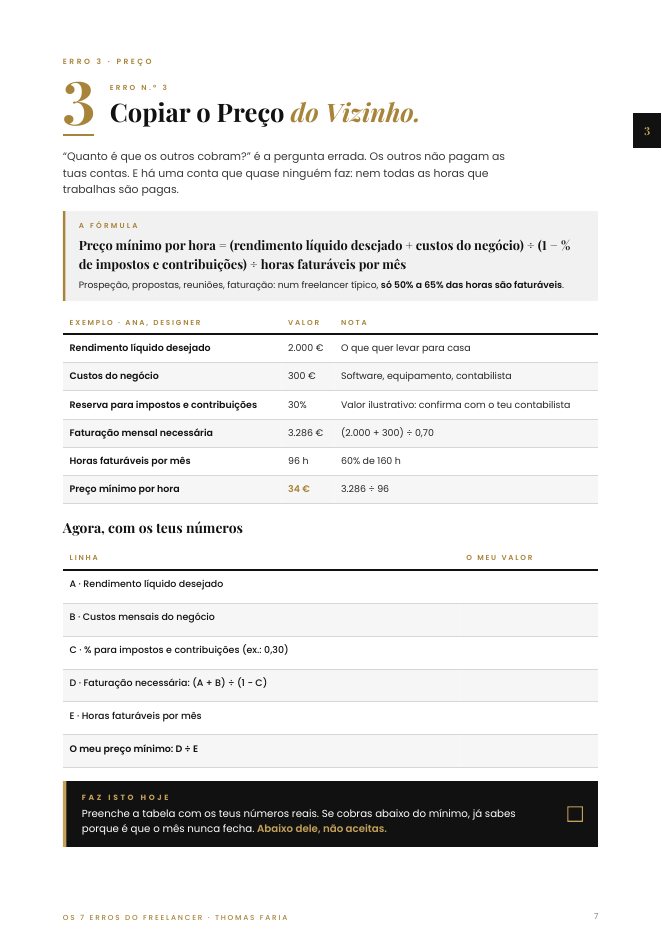 ERRO 3 · PREÇO
3
ERRO N.º 3
Copiar o Preço do Vizinho.
3
“Quanto é que os outros cobram?” é a pergunta errada. Os outros não pagam as
tuas contas. E há uma conta que quase ninguém faz: nem todas as horas que
trabalhas são pagas.
A FÓRMULA
Preço mínimo por hora = (rendimento líquido desejado + custos do negócio) ÷ (1 − %
de impostos e contribuições) ÷ horas faturáveis por mês
Prospeção, propostas, reuniões, faturação: num freelancer típico, só 50% a 65% das horas são faturáveis.
EXEMPLO · ANA, DESIGNER VALOR NOTA
Rendimento líquido desejado 2.000 € O que quer levar para casa
Custos do negócio 300 € Software, equipamento, contabilista
Reserva para impostos e contribuições 30% Valor ilustrativo: confirma com o teu contabilista
Faturação mensal necessária 3.286 € (2.000 + 300) ÷ 0,70
Horas faturáveis por mês 96 h 60% de 160 h
Preço mínimo por hora 34 € 3.286 ÷ 96
Agora, com os teus números
LINHA O MEU VALOR
A · Rendimento líquido desejado
B · Custos mensais do negócio
C · % para impostos e contribuições (ex.: 0,30)
D · Faturação necessária: (A + B) ÷ (1 - C)
E · Horas faturáveis por mês
O meu preço mínimo: D ÷ E
FAZ ISTO HOJE
Preenche a tabela com os teus números reais. Se cobras abaixo do mínimo, já sabes
porque é que o mês nunca fecha. Abaixo dele, não aceitas.
OS 7 ERROS DO FREELANCER · THOMAS FARIA 7